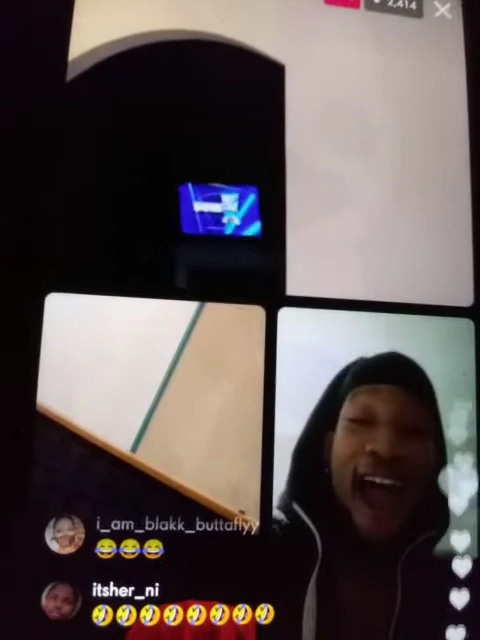 2,414
i_am_blakk_buttaflyy
😂😂😂
itsher_ni
🤣🤣🤣🤣🤣🤣🤣🤣